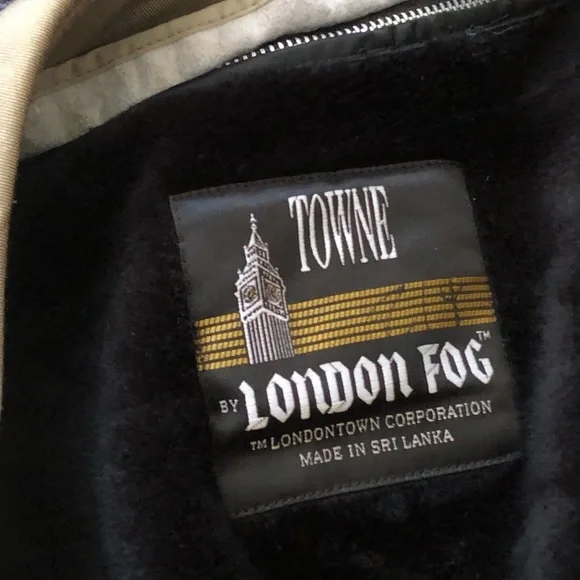 TOWNE
BY LONDON FOG™
™ LONDONTOWN CORPORATION
MADE IN SRI LANKA